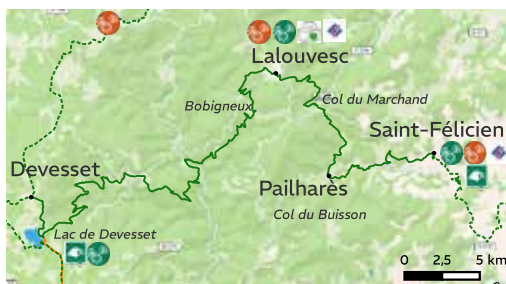 Lalouvesc
Bobigneux
Col du Marchand
Saint-Félicien
Devesset
Pailharès
Col du Buisson
Lac de Devesset
0 2,5 5 km